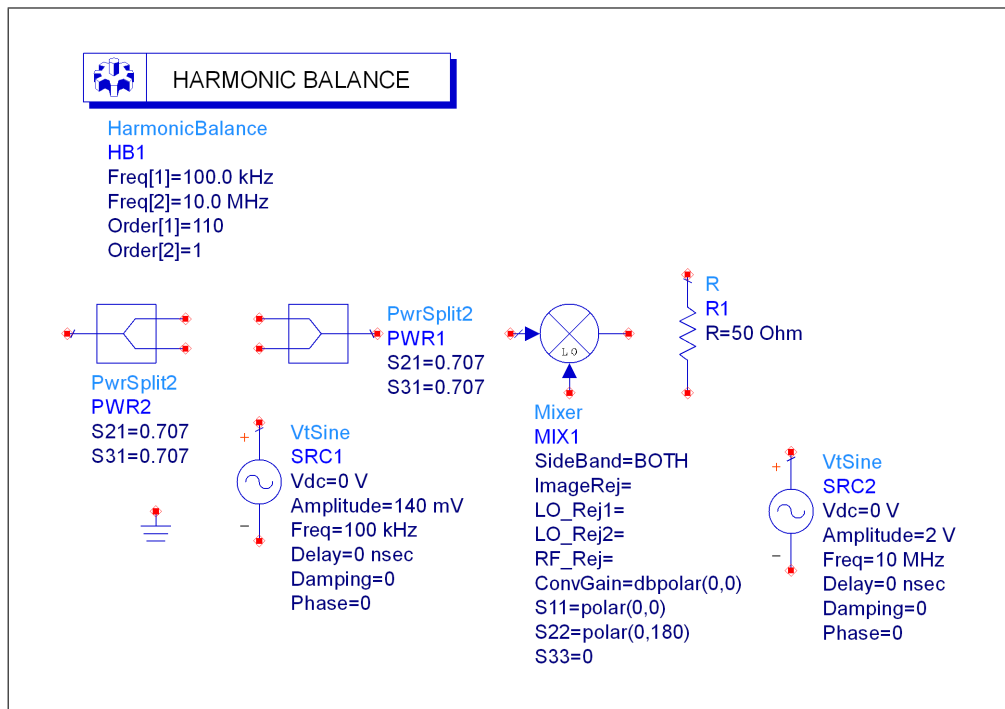 HARMONIC BALANCE
HarmonicBalance
HB1
Freq[1]=100.0 kHz
Freq[2]=10.0 MHz
Order[1]=110
Order[2]=1
PwrSplit2
PWR2
S21=0.707
S31=0.707
PwrSplit2
PWR1
S21=0.707
S31=0.707
+
−
VtSine
SRC1
Vdc=0 V
Amplitude=140 mV
Freq=100 kHz
Delay=0 nsec
Damping=0
Phase=0
LO
Mixer
MIX1
SideBand=BOTH
ImageRej=
LO_Rej1=
LO_Rej2=
RF_Rej=
ConvGain=dbpolar(0,0)
S11=polar(0,0)
S22=polar(0,180)
S33=0
R
R1
R=50 Ohm
+
−
VtSine
SRC2
Vdc=0 V
Amplitude=2 V
Freq=10 MHz
Delay=0 nsec
Damping=0
Phase=0